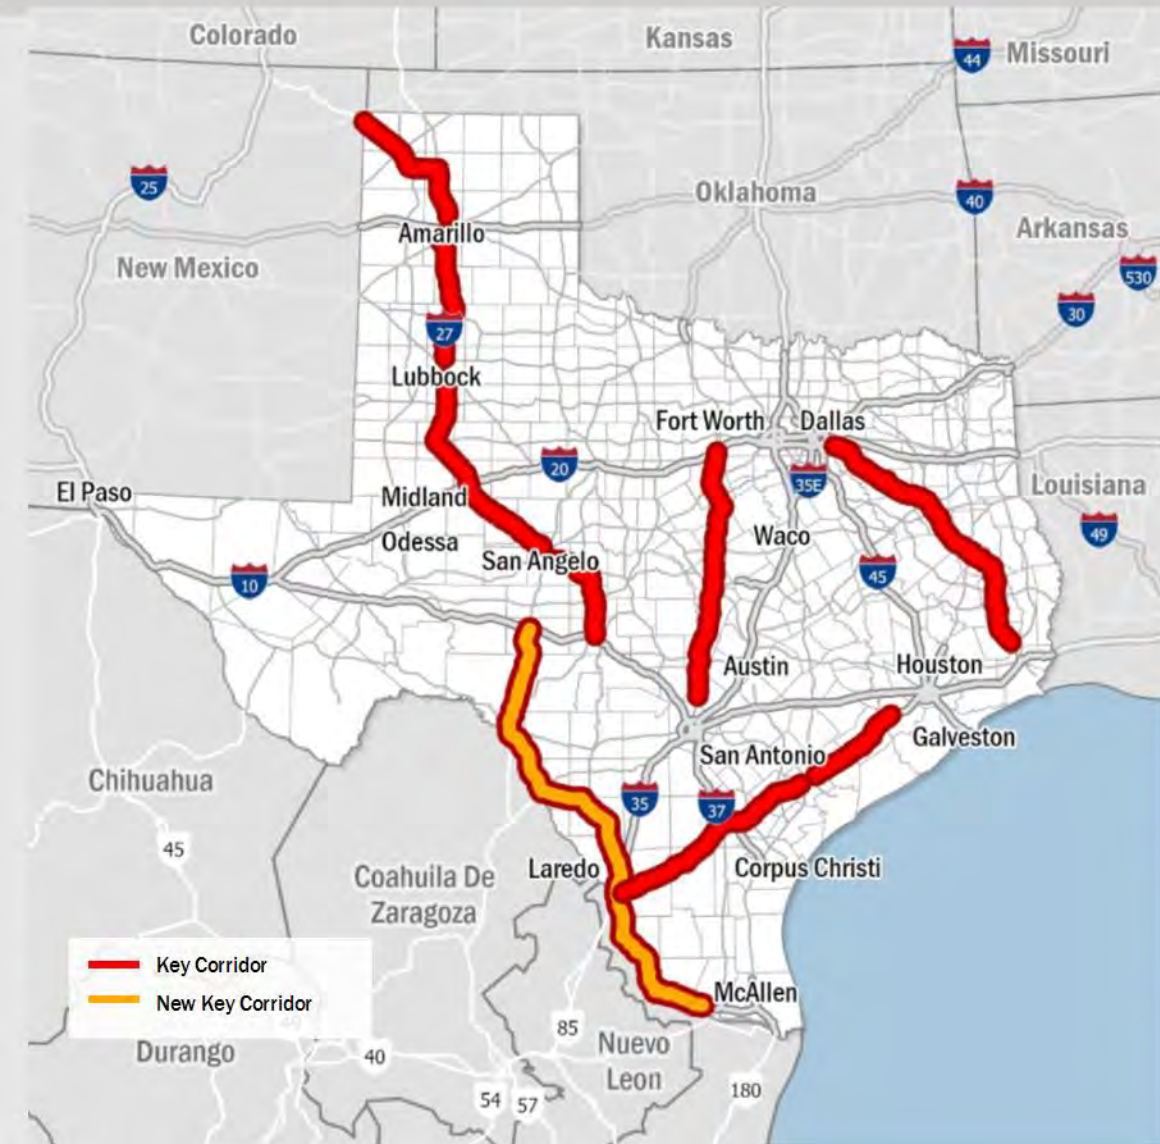 Colorado
Kansas
44
Missouri
25
Oklahoma
40
Arkansas
Amarillo
New Mexico
530
30
27
Lubbock
Fort Worth
Dallas
20
35E
El Paso
Midland
Louisiana
49
Odessa
Waco
San Angelo
45
10
Austin
Houston
Galveston
San Antonio
Chihuahua
35
37
45
Laredo
Corpus Christi
Coahuila De
Zaragoza
Key Corridor
McAllen
New Key Corridor
85
Nuevo
Leon
Durango
40
180
54
57